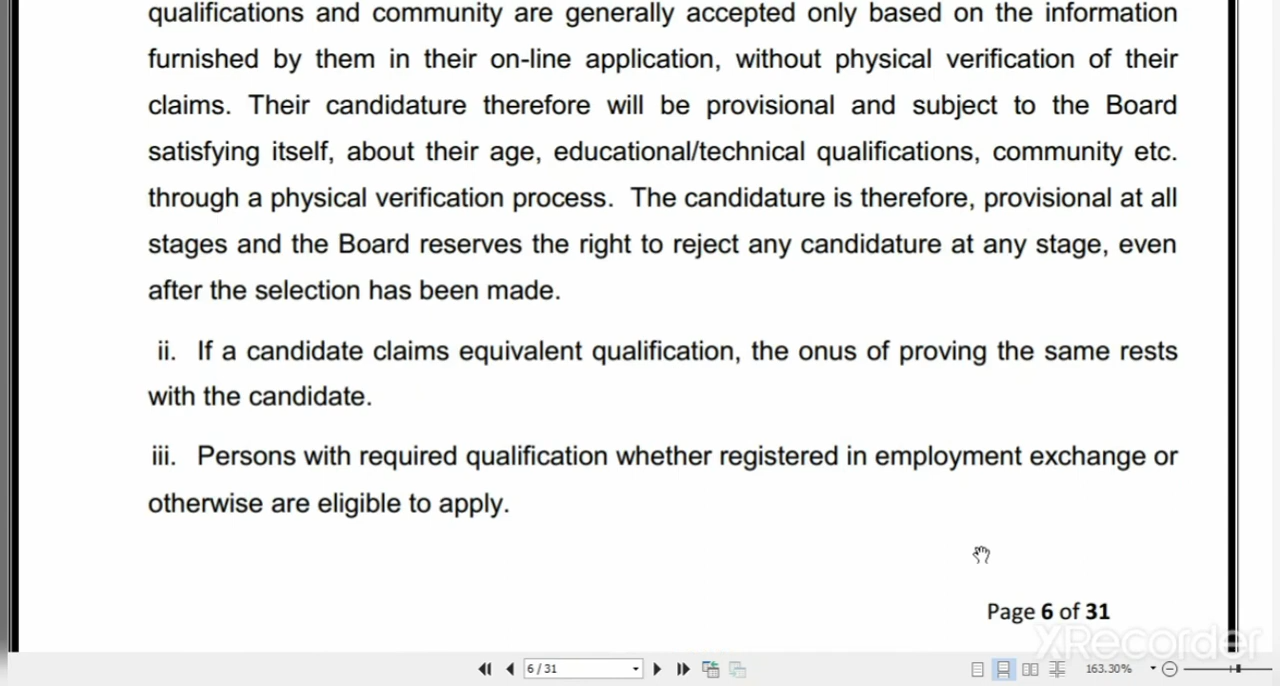 qualifications and community are generally accepted only based on the information
furnished by them in their on-line application, without physical verification of their
claims. Their candidature therefore will be provisional and subject to the Board
satisfying itself, about their age, educational/technical qualifications, community etc.
through a physical verification process. The candidature is therefore, provisional at all
stages and the Board reserves the right to reject any candidature at any stage, even
after the selection has been made.
ii. If a candidate claims equivalent qualification, the onus of proving the same rests
with the candidate.
iii. Persons with required qualification whether registered in employment exchange or
otherwise are eligible to apply.
Page 6 of 31
XRecorder
6 / 31
163.30%